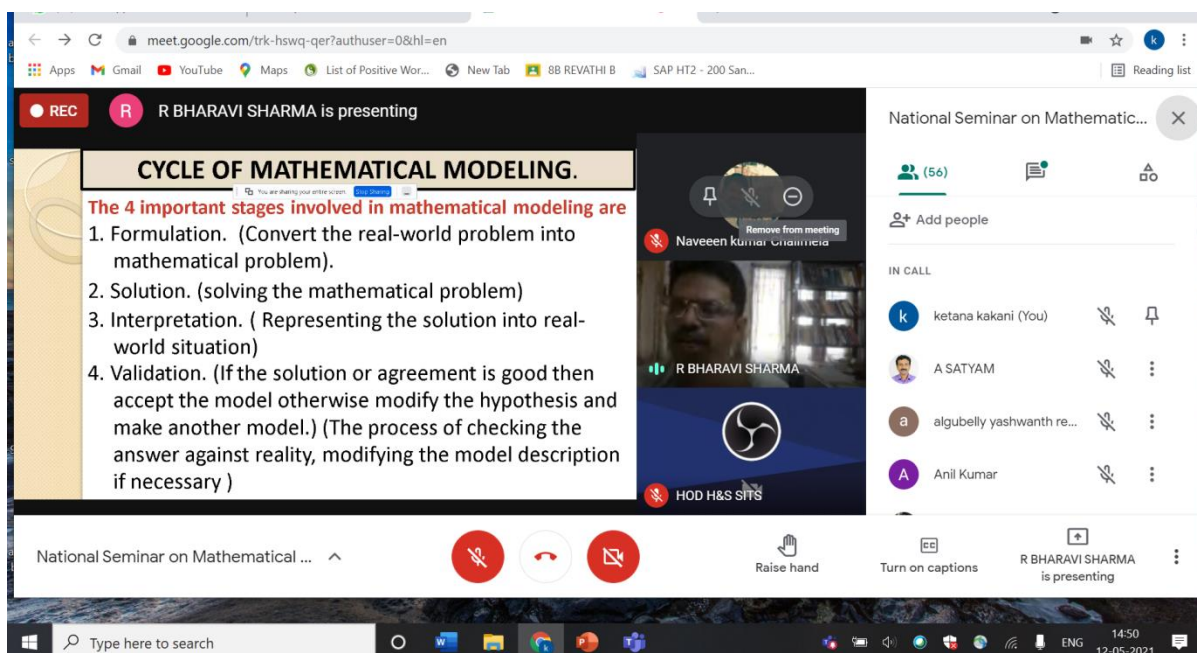 meet.google.com/trk-hswq-qer?authuser=0&hl=en
k
Apps Gmail YouTube Maps List of Positive Wor... New Tab 8B REVATHI B SAP HT2 - 200 San... Reading list
REC R R BHARAVI SHARMA is presenting
CYCLE OF MATHEMATICAL MODELING.
You are sharing your entire screen. Stop Sharing
The 4 important stages involved in mathematical modeling are
1. Formulation. (Convert the real-world problem into
mathematical problem).
2. Solution. (solving the mathematical problem)
3. Interpretation. ( Representing the solution into real-
world situation)
4. Validation. (If the solution or agreement is good then
accept the model otherwise modify the hypothesis and
make another model.) (The process of checking the
answer against reality, modifying the model description
if necessary )
Remove from meeting
Naveeen kumar
R BHARAVI SHARMA
HOD H&S SITS
National Seminar on Mathematic...
(56)
Add people
IN CALL
k ketana kakani (You)
A SATYAM
a algubelly yashwanth re...
A Anil Kumar
National Seminar on Mathematical ...
Raise hand
Turn on captions
R BHARAVI SHARMA
is presenting
Type here to search
ENG
14:50
12-05-2021